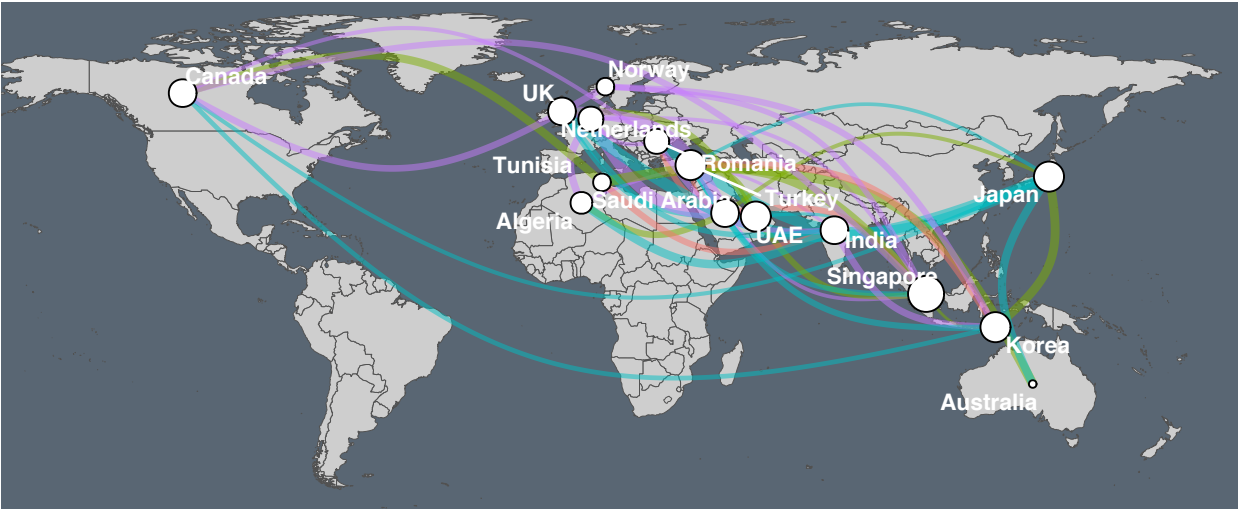 Norway
Canada
UK
Netherlands
Tunisia
Romania
Japan
Saudi Arabia
Turkey
Algeria
UAE
India
Singapore
Korea
Australia